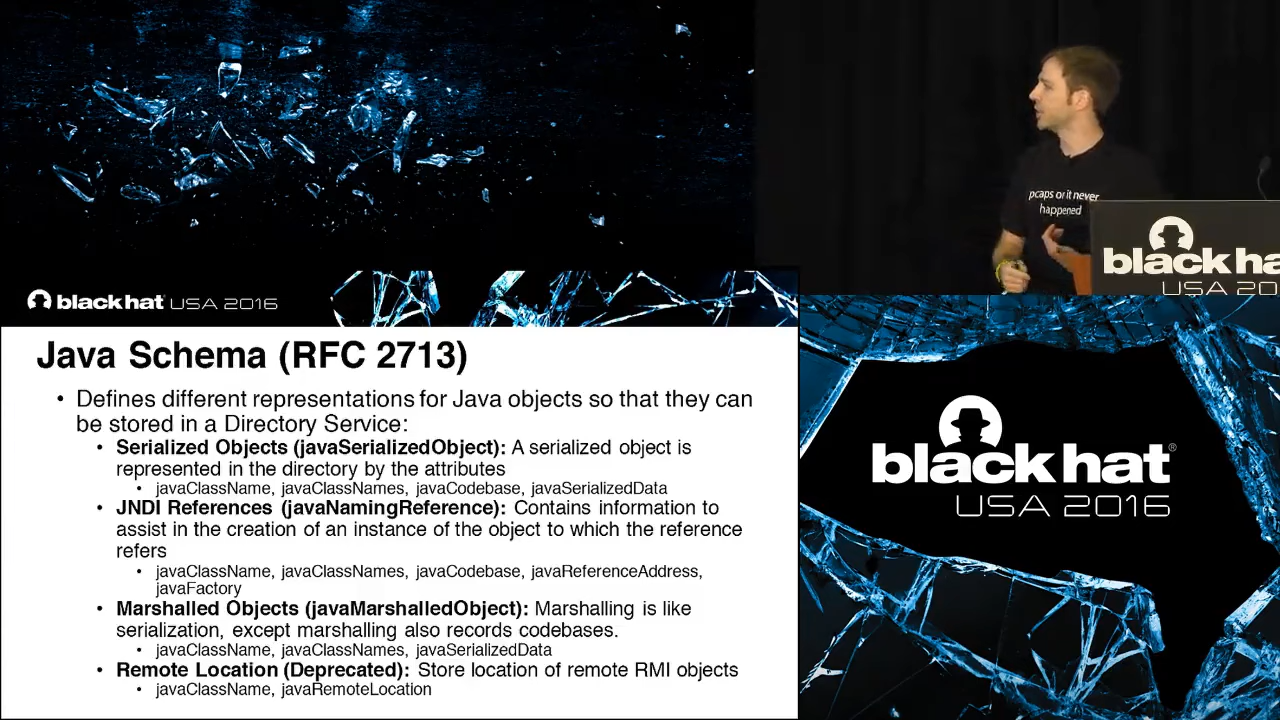 pcaps or it never
happened
black ha
USA 20
black hat USA 2016
Java Schema (RFC 2713)
• Defines different representations for Java objects so that they can
be stored in a Directory Service:
• Serialized Objects (javaSerializedObject): A serialized object is
represented in the directory by the attributes
• javaClassName, javaClassNames, javaCodebase, javaSerializedData
• JNDI References (javaNamingReference): Contains information to
assist in the creation of an instance of the object to which the reference
refers
• javaClassName, javaClassNames, javaCodebase, javaReferenceAddress,
javaFactory
• Marshalled Objects (javaMarshalledObject): Marshalling is like
serialization, except marshalling also records codebases.
• javaClassName, javaClassNames, javaSerializedData
• Remote Location (Deprecated): Store location of remote RMI objects
• javaClassName, javaRemoteLocation
black hat®
USA 2016